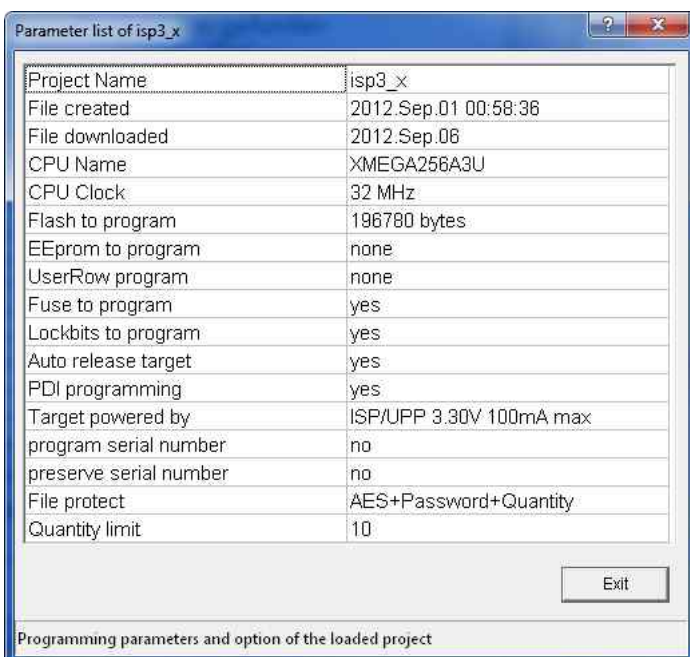 Parameter list of isp3_x
Project Name isp3_x
File created 2012.Sep.01 00:58:36
File downloaded 2012.Sep.06
CPU Name XMEGA256A3U
CPU Clock 32 MHz
Flash to program 196780 bytes
EEprom to program none
UserRow program none
Fuse to program yes
Lockbits to program yes
Auto release target yes
PDI programming yes
Target powered by ISP/UPP 3.30V 100mA max
program serial number no
preserve serial number no
File protect AES+Password+Quantity
Quantity limit 10
Exit
Programming parameters and option of the loaded project